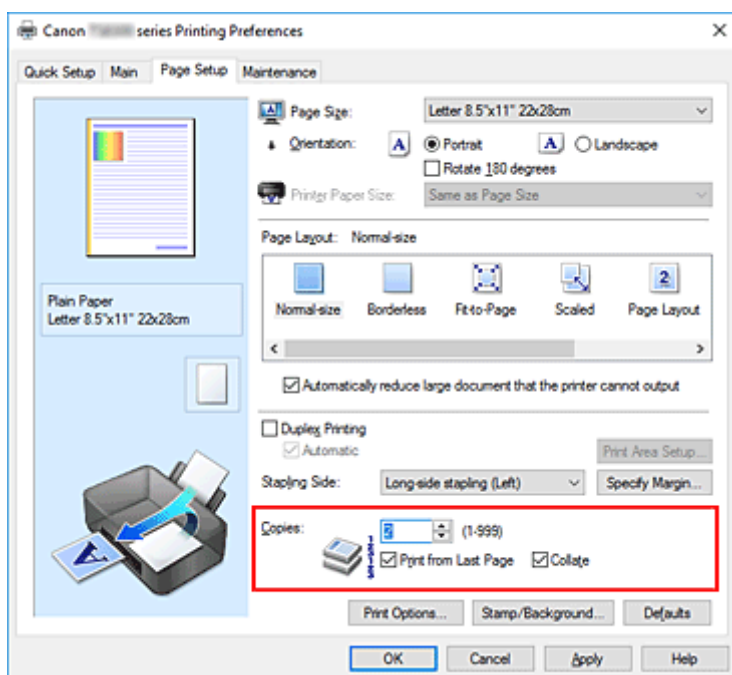 Canon series Printing Preferences
Quick Setup Main Page Setup Maintenance
Page Size: Letter 8.5"x11" 22x28cm
Orientation: A Portrait A Landscape
Rotate 180 degrees
Printer Paper Size: Same as Page Size
Page Layout: Normal-size
2
Normal-size Borderless Fit-to-Page Scaled Page Layout
Automatically reduce large document that the printer cannot output
Plain Paper
Letter 8.5"x11" 22x28cm
Duplex Printing
Automatic Print Area Setup...
Stapling Side: Long-side stapling (Left) Specify Margin...
Copies: 2 (1-999)
Print from Last Page Collate
A
Print Options... Stamp/Background... Defaults
OK Cancel Apply Help